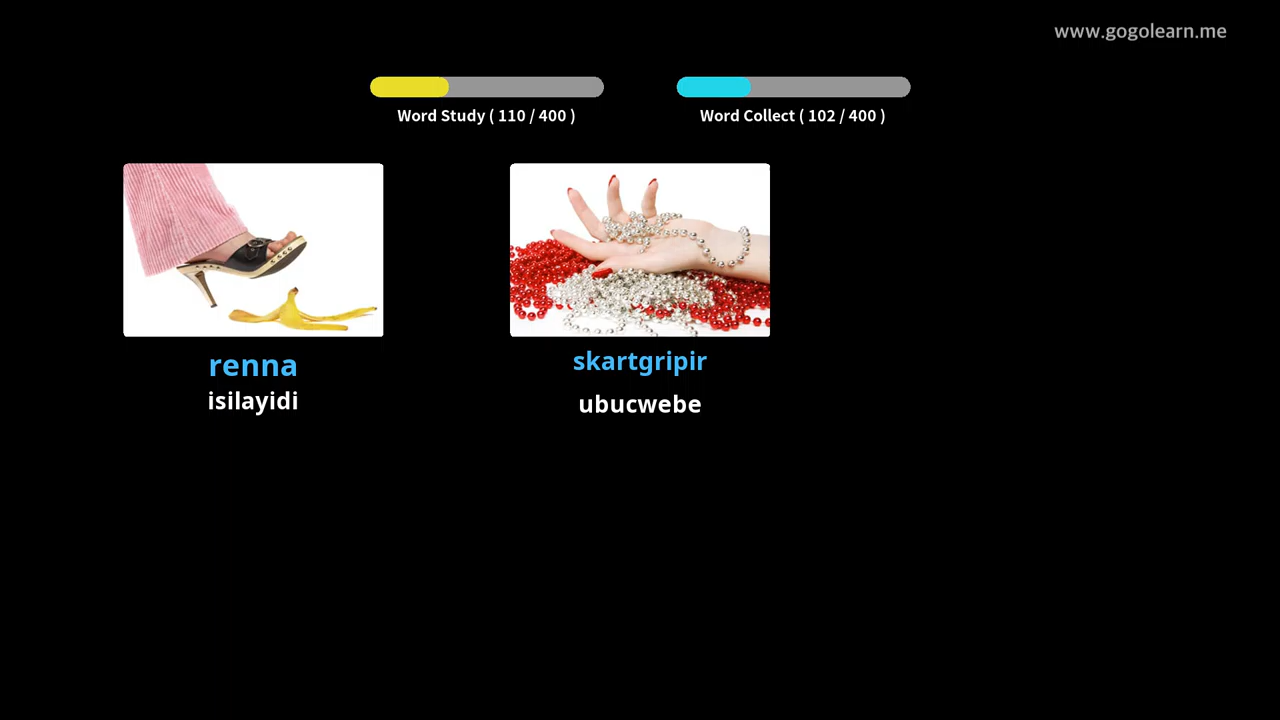 www.gogolearn.me
Word Study ( 110 / 400 )
Word Collect ( 102 / 400 )
renna
isilayidi
skartgripir
ubucwebe